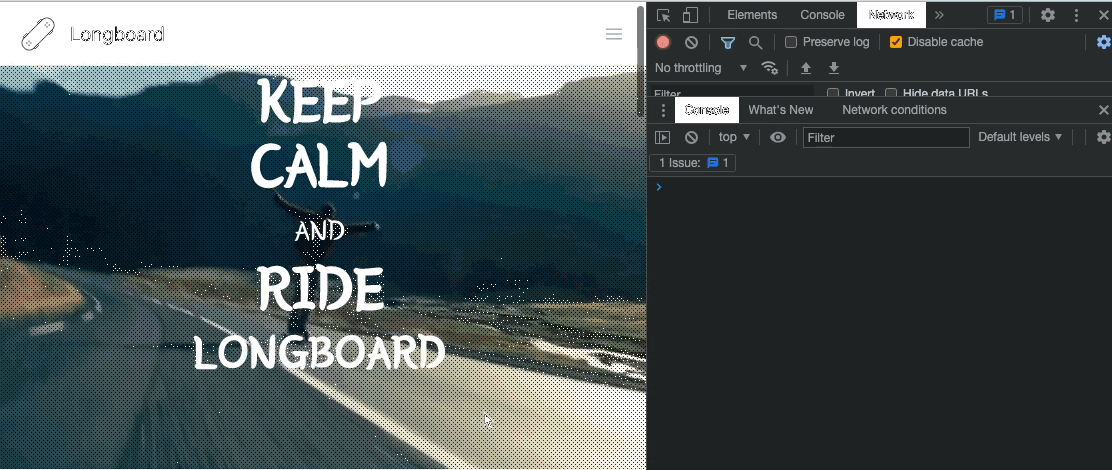 Longboard
KEEP
CALM
AND
RIDE
LONGBOARD
Elements Console Network » 1
Preserve log Disable cache
No throttling
Filter Invert Hide data URLs
Console What's New Network conditions
top Filter Default levels
1 Issue: 1